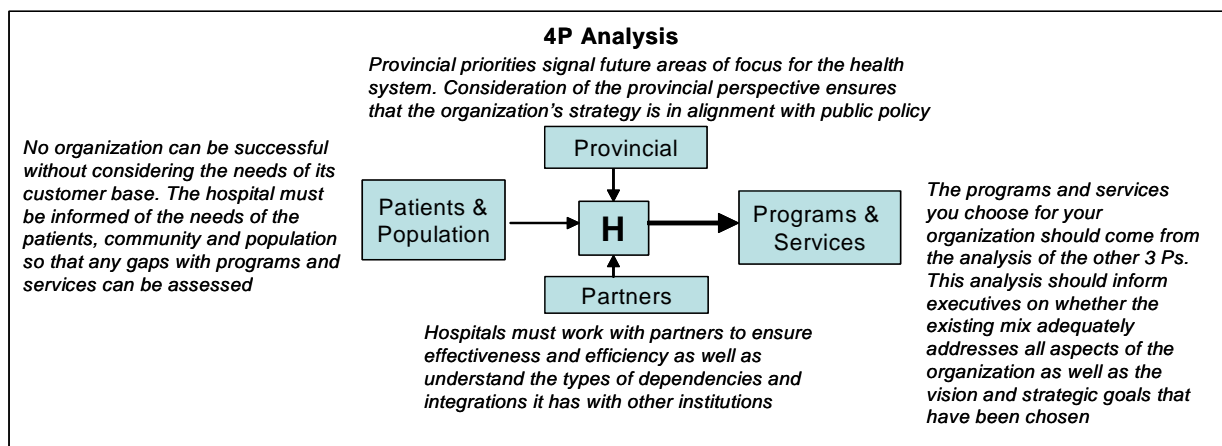 4P Analysis
Provincial priorities signal future areas of focus for the health
system. Consideration of the provincial perspective ensures
that the organization's strategy is in alignment with public policy
No organization can be successful
without considering the needs of its
customer base. The hospital must
be informed of the needs of the
patients, community and population
so that any gaps with programs and
services can be assessed
Provincial
Patients &
Population
H
Programs &
Services
Partners
Hospitals must work with partners to ensure
effectiveness and efficiency as well as
understand the types of dependencies and
integrations it has with other institutions
The programs and services
you choose for your
organization should come from
the analysis of the other 3 Ps.
This analysis should inform
executives on whether the
existing mix adequately
addresses all aspects of the
organization as well as the
vision and strategic goals that
have been chosen